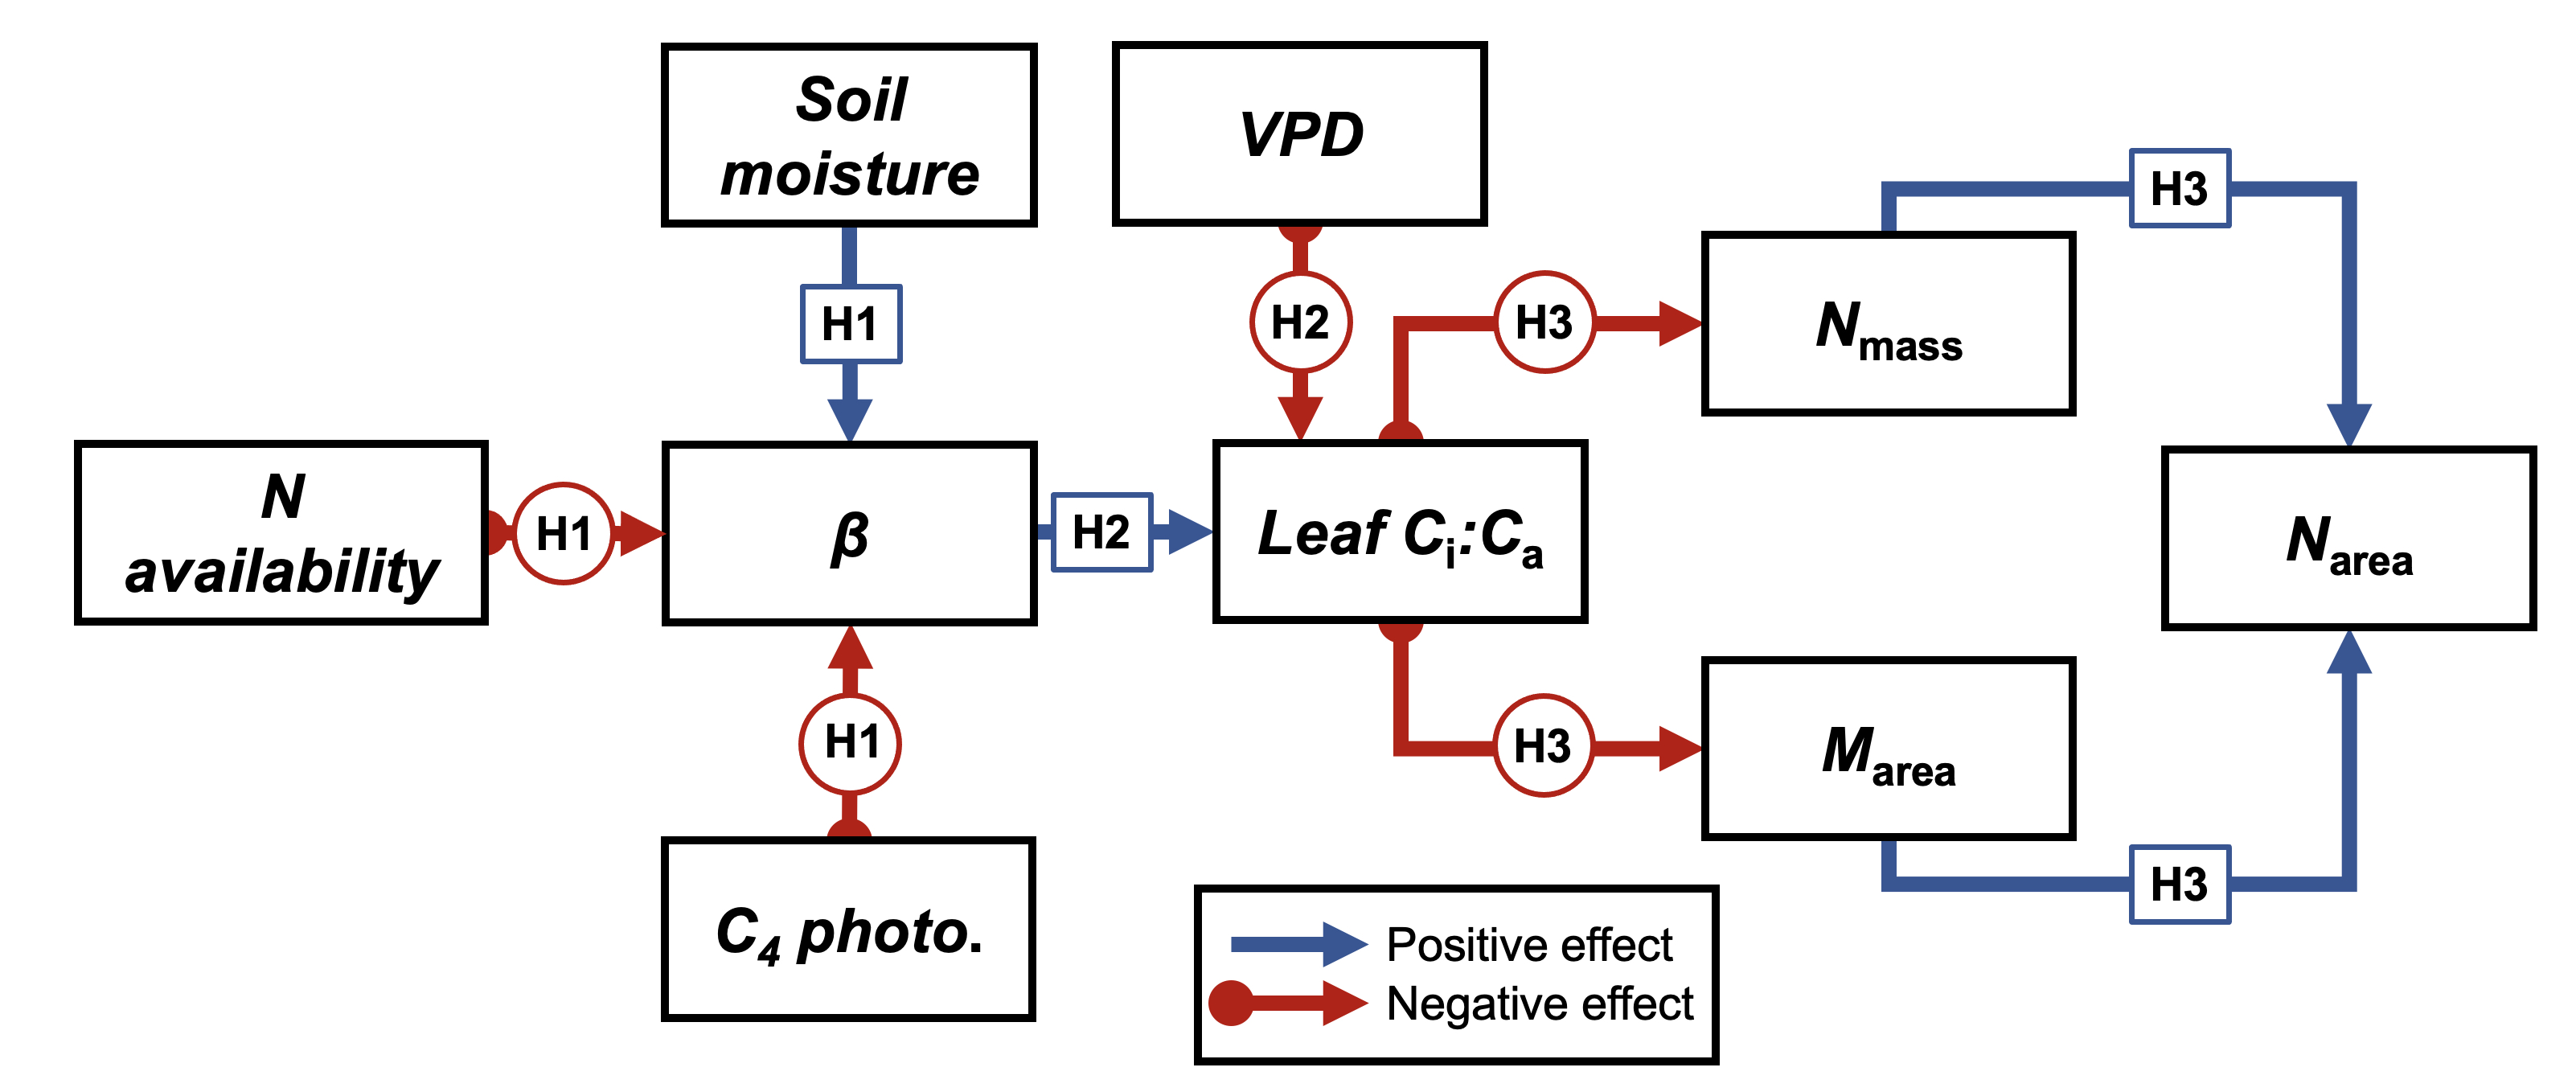 Soil
moisture
VPD
H3
H1
H2
H3
Nmass
N
availability
H1
β
H2
Leaf Ci:Ca
Narea
H1
H3
Marea
C4 photo.
H3
Positive effect
Negative effect